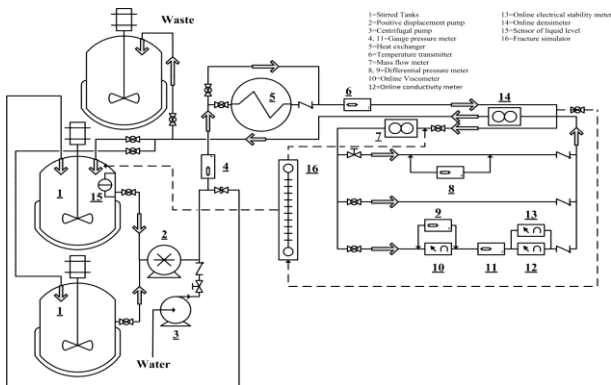 Waste
1=Stirred Tanks
2=Positive displacement pump
3=Centrifugal pump
4, 11=Gauge pressure meter
5=Heat exchanger
6=Temperature transmitter
7=Mass flow meter
8, 9=Differential pressure meter
10=Online Viscometer
12=Online conductivity meter
13=Online electrical stability meter
14=Online densimeter
15=Sensor of liquid level
16=Fracture simulator
5
6
14
7
4
16
8
1
15
9
13
2
10
11
12
1
3
Water